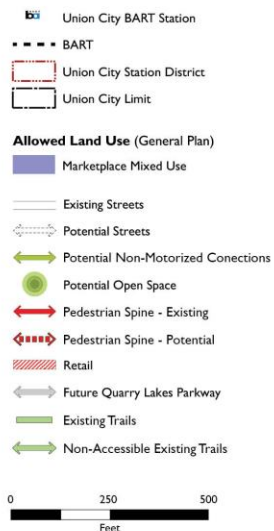 ba
Union City BART Station
BART
Union City Station District
Union City Limit
Allowed Land Use (General Plan)
Marketplace Mixed Use
Existing Streets
Potential Streets
Potential Non-Motorized Conections
Potential Open Space
Pedestrian Spine - Existing
Pedestrian Spine - Potential
Retail
Future Quarry Lakes Parkway
Existing Trails
Non-Accessible Existing Trails
0 250 500
Feet